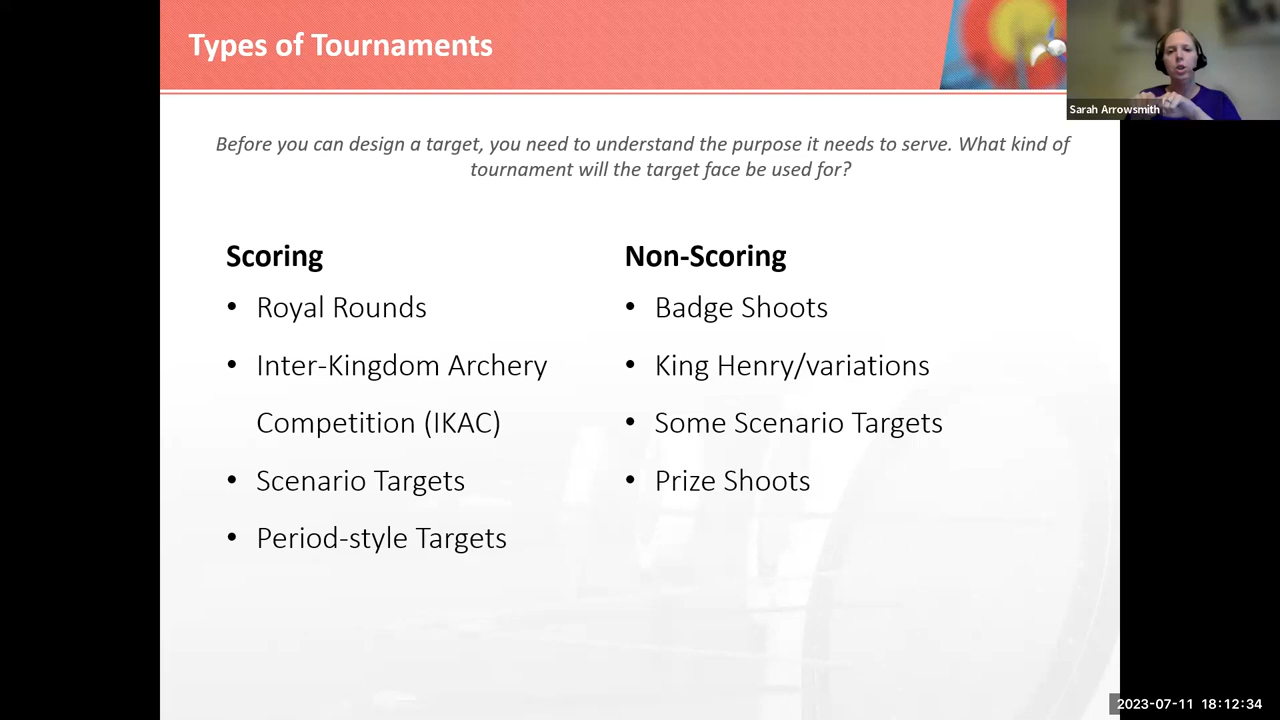 Types of Tournaments
Sarah Arrowsmith
Before you can design a target, you need to understand the purpose it needs to serve. What kind of
tournament will the target face be used for?
Scoring
• Royal Rounds
• Inter-Kingdom Archery
Competition (IKAC)
• Scenario Targets
• Period-style Targets
Non-Scoring
• Badge Shoots
• King Henry/variations
• Some Scenario Targets
• Prize Shoots
2023-07-11 18:12:34